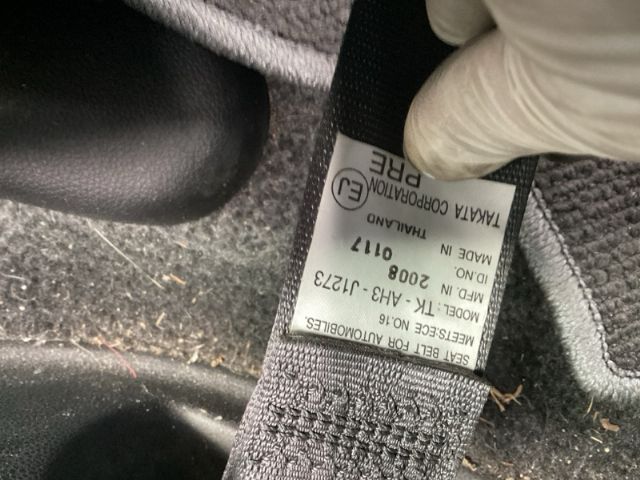 SEAT BELT FOR AUTOMOBILES.
MEETS:ECE NO.16
MODEL : TK - AH3 - J1273
MFD. IN 2008
ID.NO. 0117
MADE IN THAILAND
TAKATA CORPORATION EJ
PRE